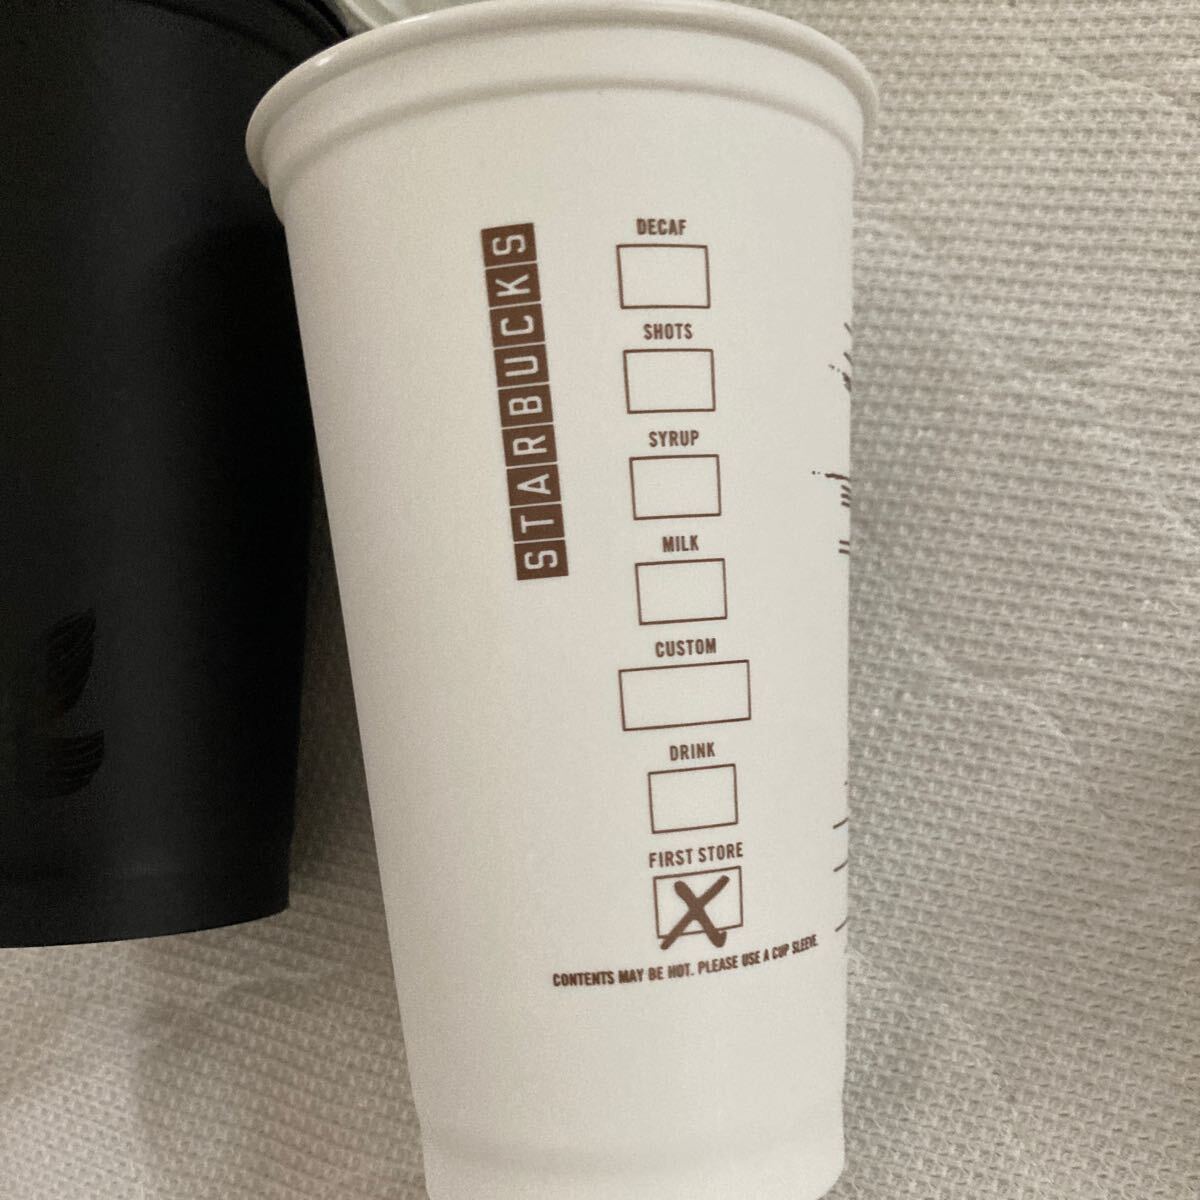 STARBUCKS
DECAF
SHOTS
SYRUP
MILK
CUSTOM
DRINK
FIRST STORE
X
CONTENTS MAY BE HOT. PLEASE USE A CUP SLEEVE